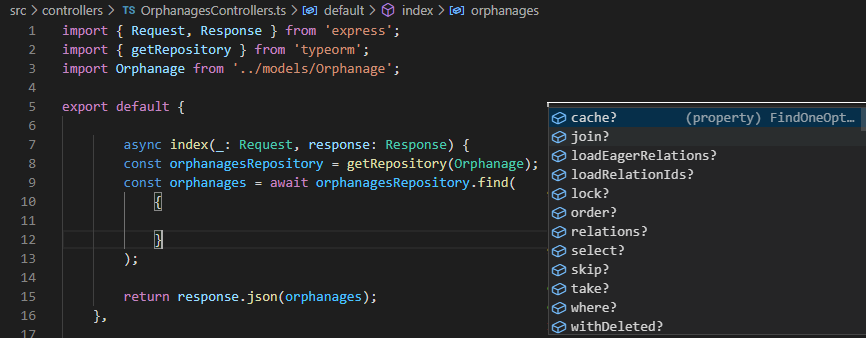 src > controllers > TS OrphanagesControllers.ts > default > index > orphanages
1 import { Request, Response } from 'express';
2 import { getRepository } from 'typeorm';
3 import Orphanage from '../models/Orphanage';
4
5 export default {
6
7 async index(_: Request, response: Response) {
8 const orphanagesRepository = getRepository(Orphanage);
9 const orphanages = await orphanagesRepository.find(
10 {
11
12 }
13 );
14
15 return response.json(orphanages);
16 },
17
cache? (property) FindOneOpt…
join?
loadEagerRelations?
loadRelationIds?
lock?
order?
relations?
select?
skip?
take?
where?
withDeleted?